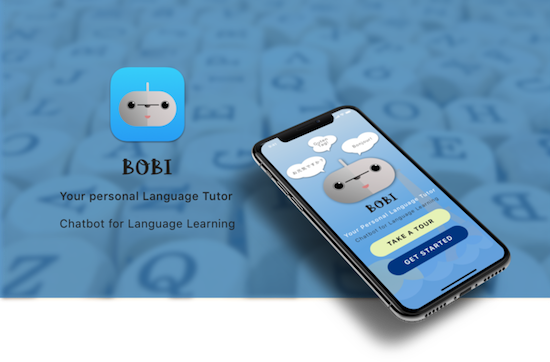 BOBI
Your personal Language Tutor
Chatbot for Language Learning
BOBI
Your Personal Language Tutor
Chatbot for Language Learning
TAKE A TOUR
GET STARTED